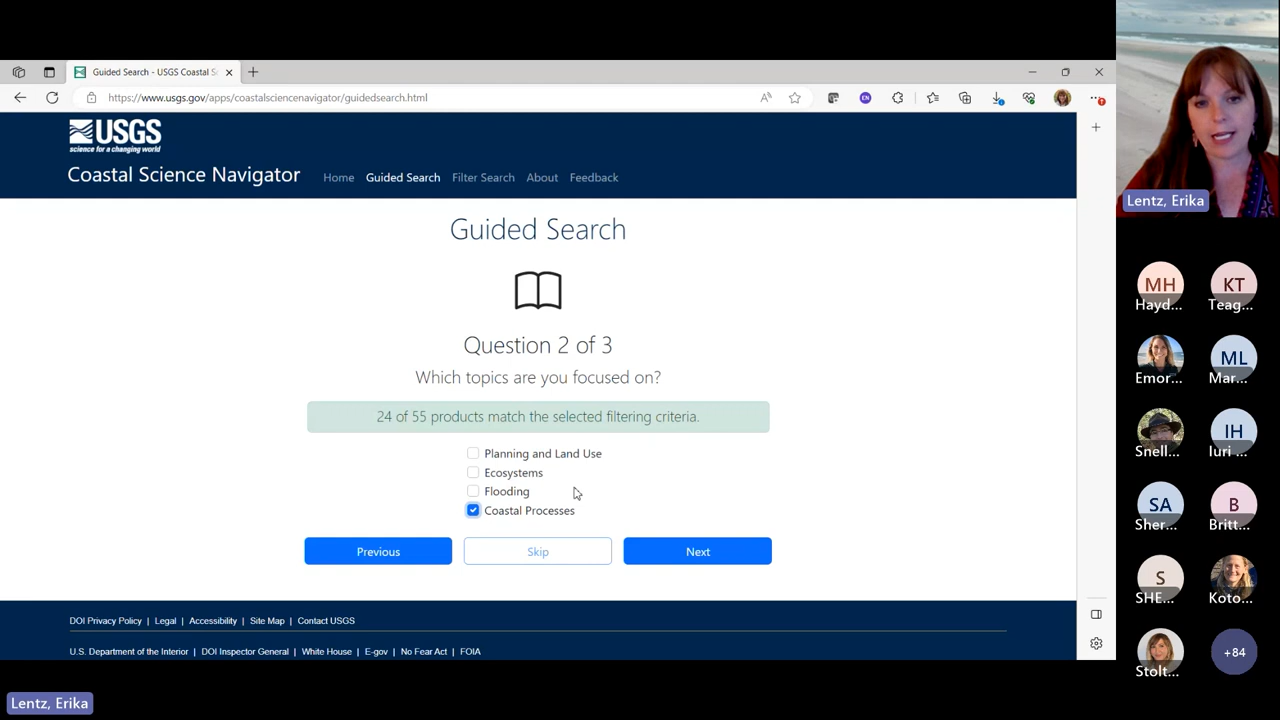 Guided Search - USGS Coastal Sc
https://www.usgs.gov/apps/coastalsciencenavigator/guidedsearch.html
USGS
science for a changing world
Coastal Science Navigator
Home
Guided Search
Filter Search
About
Feedback
Guided Search
Question 2 of 3
Which topics are you focused on?
24 of 55 products match the selected filtering criteria.
Planning and Land Use
Ecosystems
Flooding
Coastal Processes
Previous
Skip
Next
DOI Privacy Policy | Legal | Accessibility | Site Map | Contact USGS
U.S. Department of the Interior | DOI Inspector General | White House | E-gov | No Fear Act | FOIA
Lentz, Erika
MH
Hayd...
KT
Teag...
Emor...
ML
Mar...
Snell...
IH
Iuri ...
SA
Sher...
B
Britt...
S
SHE...
Koto...
Stolt...
+84
Lentz, Erika